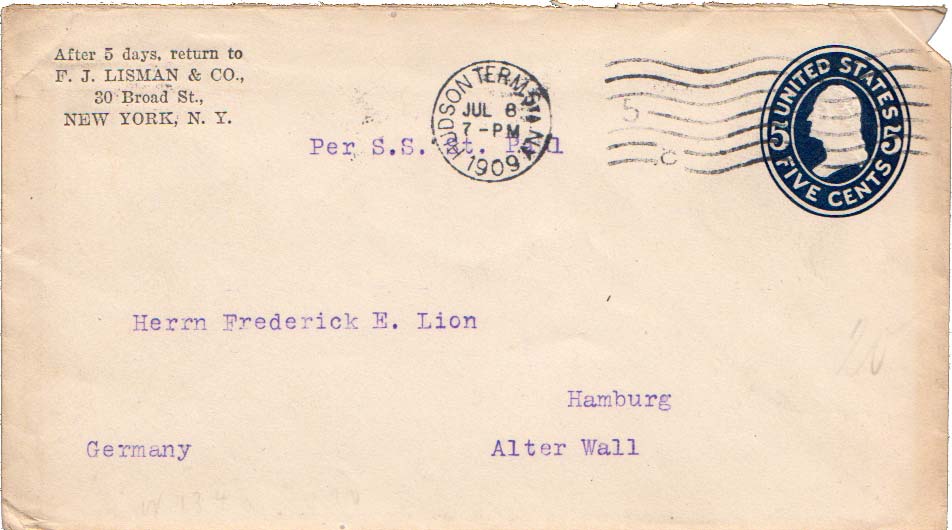 After 5 days, return to
F. J. LISMAN & CO.,
30 Broad St.,
NEW YORK, N. Y.
HUDSON TERM. STA. N.Y.
JUL 8
7-PM
1909
UNITED STATES
5 5
FIVE CENTS
Per S.S. St. Paul
Herrn Frederick E. Lion
Hamburg
Germany Alter Wall